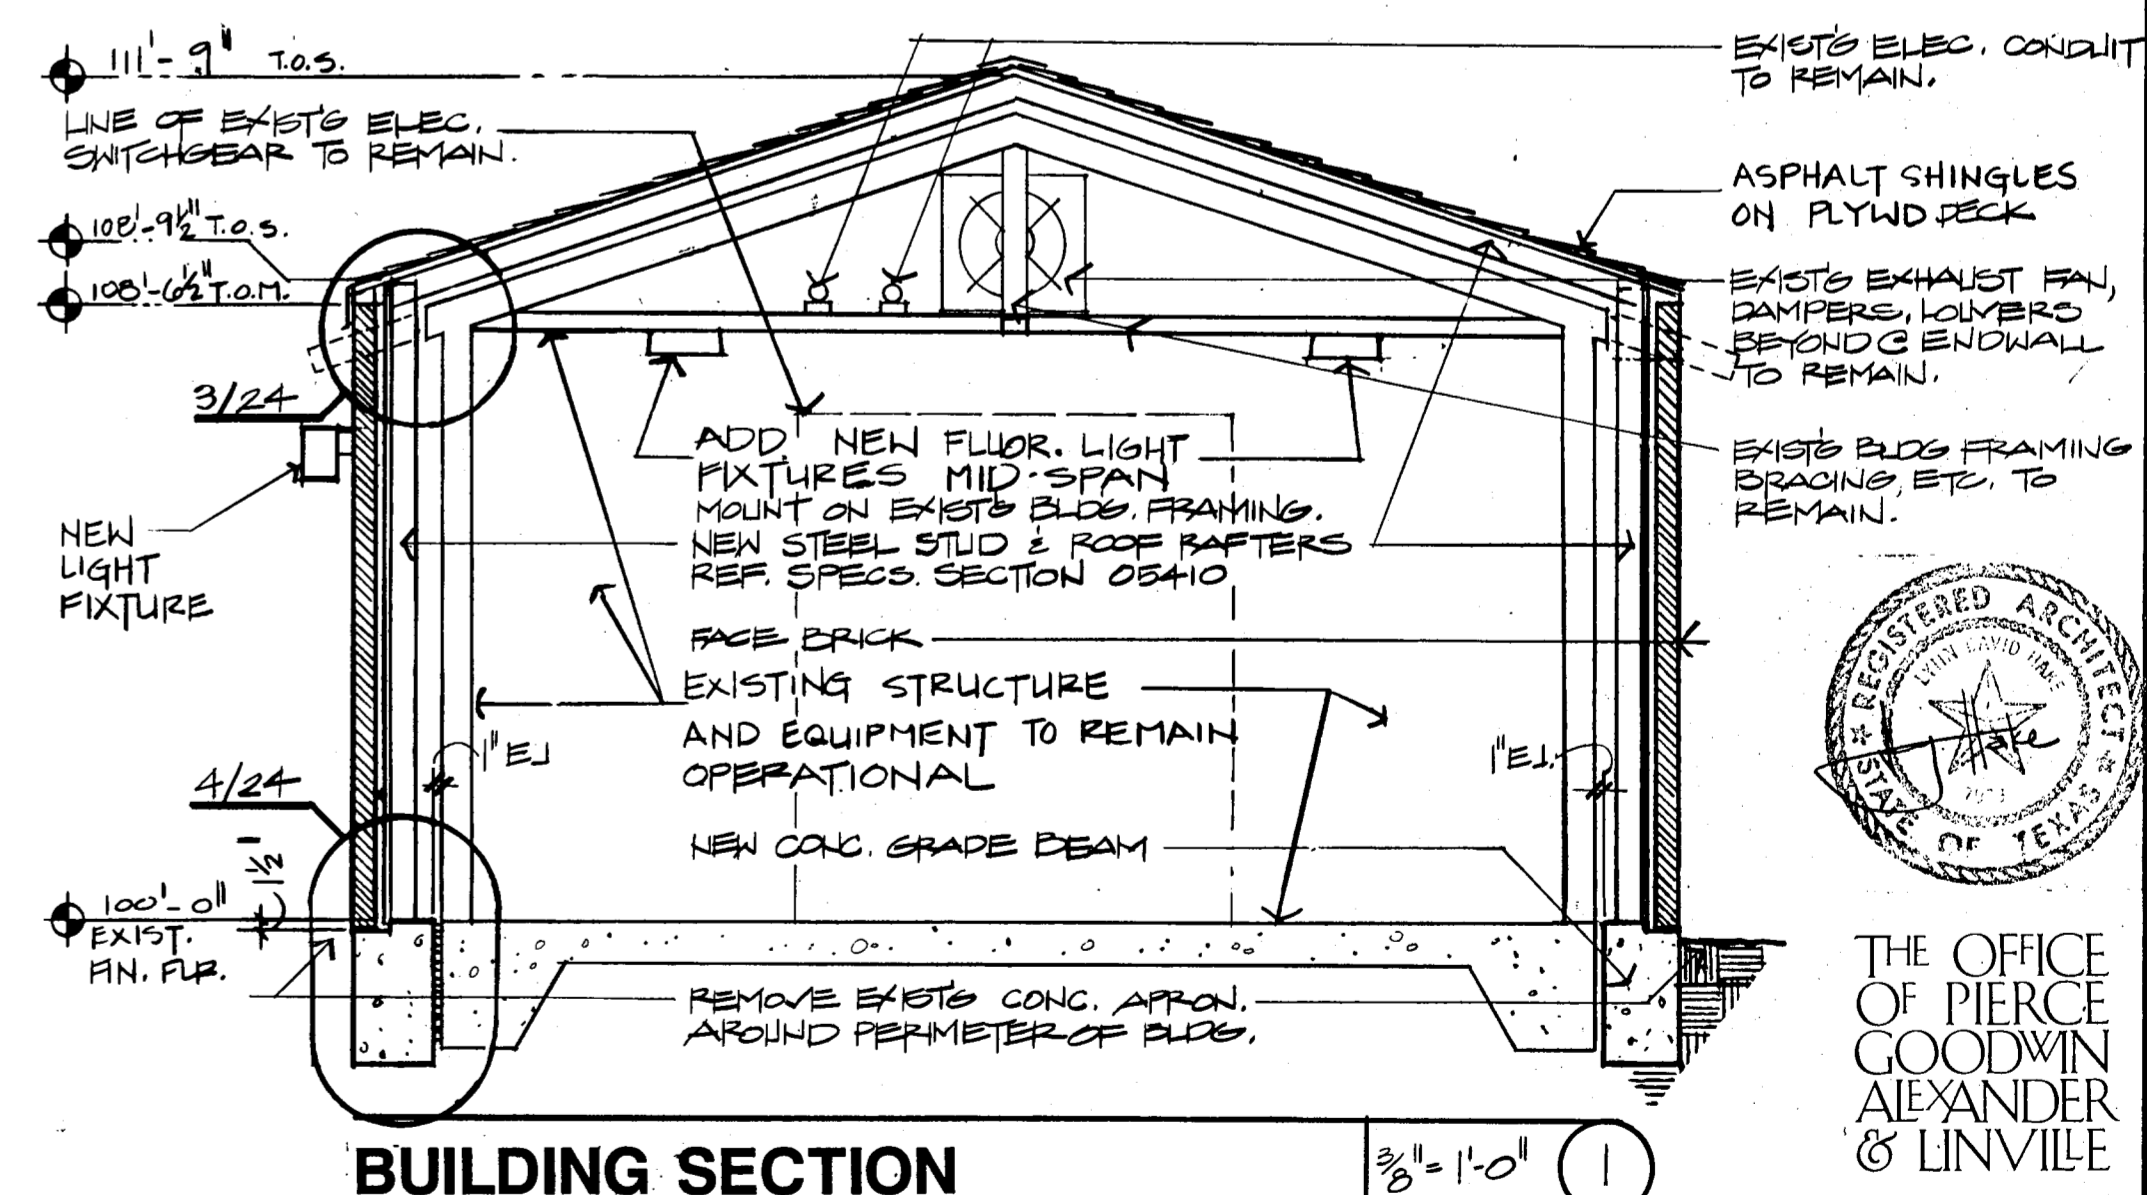 111'-9" T.O.S.
LINE OF EXIST'G ELEC.
SWITCHGEAR TO REMAIN.
108'-9½" T.O.S.
108'-6½" T.O.M.
3/24
NEW
LIGHT
FIXTURE
4/24
1½"
100'-0"
EXIST.
FIN. FLR.
ADD NEW FLUOR. LIGHT
FIXTURES MID-SPAN
MOUNT ON EXIST'G BLDG. FRAMING.
NEW STEEL STUD & ROOF RAFTERS
REF. SPECS. SECTION 05410
FACE BRICK
EXISTING STRUCTURE
AND EQUIPMENT TO REMAIN
OPERATIONAL
1" EJ
1" EJ.
NEW CONC. GRADE BEAM
REMOVE EXIST'G CONC. APRON.
AROUND PERIMETER OF BLDG.
EXIST'G ELEC. CONDUIT
TO REMAIN.
ASPHALT SHINGLES
ON PLYWD DECK
EXIST'G EXHAUST FAN,
DAMPERS, LOUVERS
BEYOND @ ENDWALL
TO REMAIN.
EXIST'G BLDG FRAMING
BRACING, ETC. TO
REMAIN.
REGISTERED ARCHITECT
STATE OF TEXAS
THE OFFICE
OF PIERCE
GOODWIN
ALEXANDER
& LINVILLE
BUILDING SECTION
3/8" = 1'-0"
1